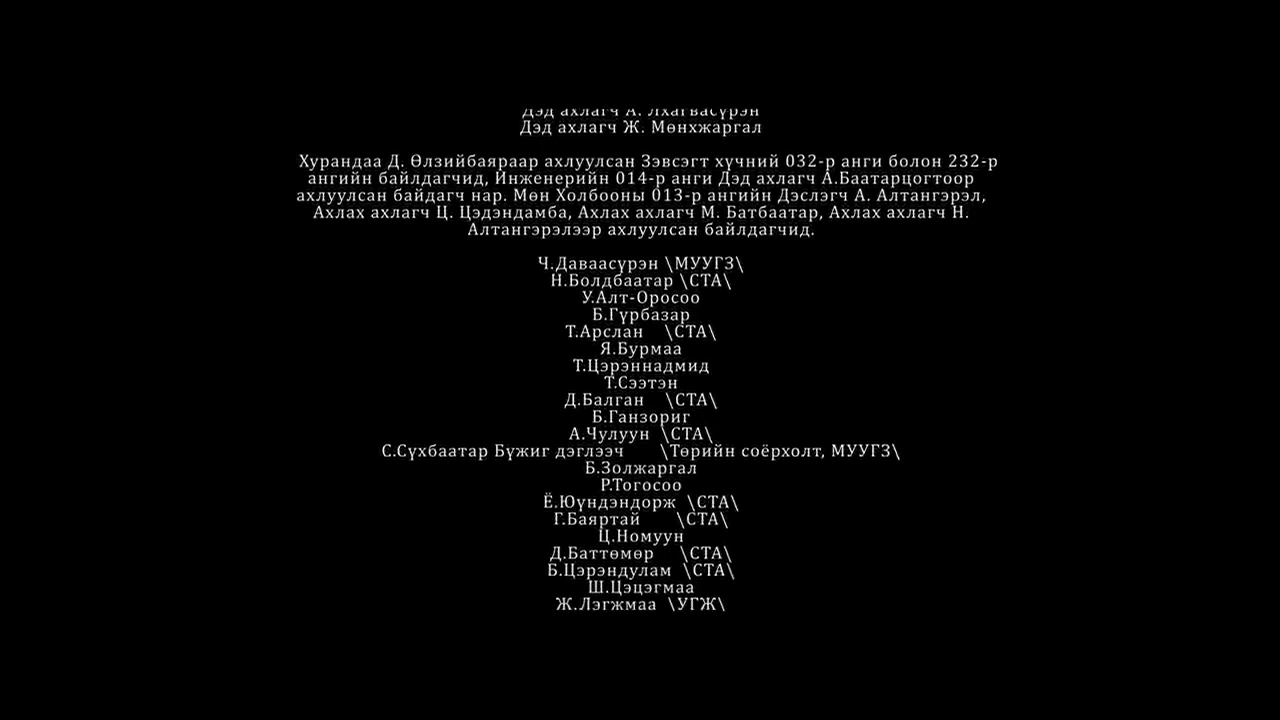 Дэд ахлагч А. Лхагвасүрэн
Дэд ахлагч Ж. Мөнхжаргал
Хурандаа Д. Өлзийбаяраар ахлуулсан Зэвсэгт хүчний 032-р анги болон 232-р
ангийн байлдагчид, Инженерийн 014-р анги Дэд ахлагч А.Баатарцогтоор
ахлуулсан байдагч нар. Мөн Холбооны 013-р ангийн Дэслэгч А. Алтангэрэл,
Ахлах ахлагч Ц. Цэдэндамба, Ахлах ахлагч М. Батбаатар, Ахлах ахлагч Н.
Алтангэрэлээр ахлуулсан байлдагчид.
Ч.Даваасүрэн \МУУГЗ\
Н.Болдбаатар \СТА\
У.Алт-Оросоо
Б.Гүрбазар
Т.Арслан \СТА\
Я.Бурмаа
Т.Цэрэннадмид
Т.Сээтэн
Д.Балган \СТА\
Б.Ганзориг
А.Чулуун \СТА\
С.Сүхбаатар Бүжиг дэглээч \Төрийн соёрхолт, МУУГЗ\
Б.Золжаргал
Р.Тогосоо
Ё.Юүндэндорж \СТА\
Г.Баяртай \СТА\
Ц.Номуун
Д.Баттөмөр \СТА\
Б.Цэрэндулам \СТА\
Ш.Цэцэгмаа
Ж.Лэгжмаа \УГЖ\